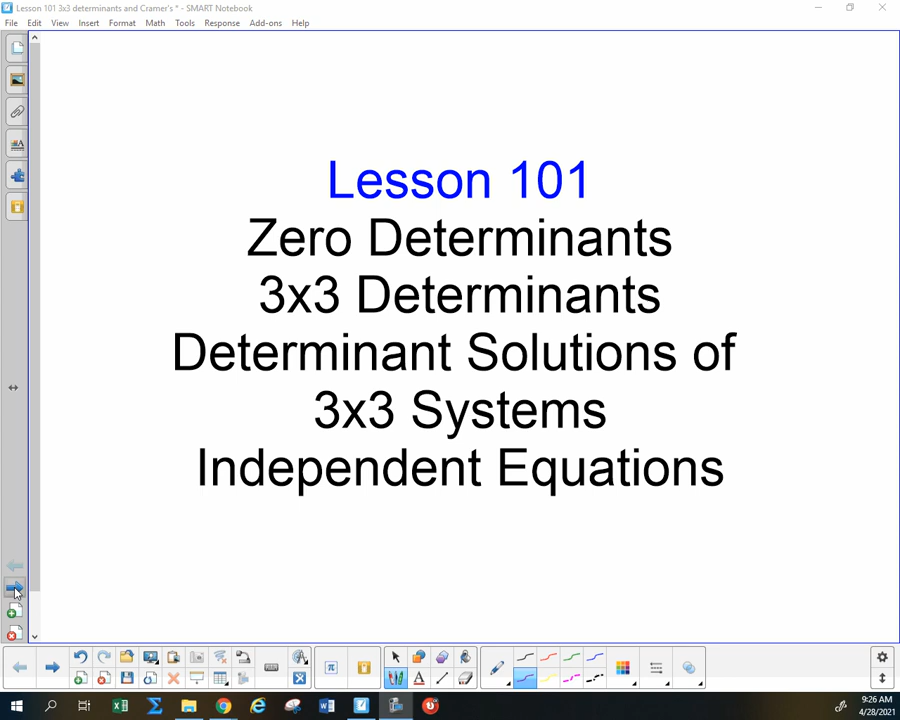 Lesson 101 3x3 determinants and Cramer's * - SMART Notebook
File Edit View Insert Format Math Tools Response Add-ons Help
Lesson 101
Zero Determinants
3x3 Determinants
Determinant Solutions of
3x3 Systems
Independent Equations
9:26 AM
4/28/2021